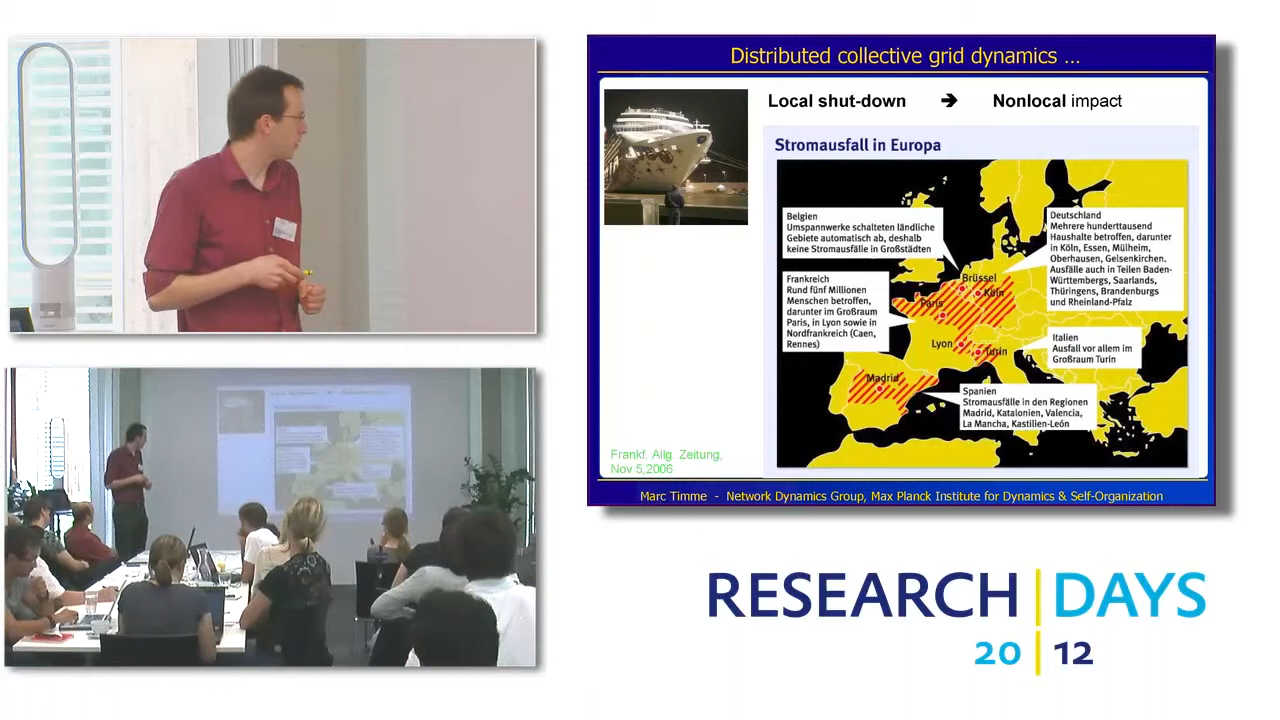 Distributed collective grid dynamics ...
Local shut-down ➔ Nonlocal impact
Stromausfall in Europa
Belgien
Umspannwerke schalteten ländliche
Gebiete automatisch ab, deshalb
keine Stromausfälle in Großstädten
Deutschland
Mehrere hunderttausend
Haushalte betroffen, darunter
in Köln, Essen, Mülheim,
Oberhausen, Gelsenkirchen.
Ausfälle auch in Teilen Baden-
Württembergs, Saarlands,
Thüringens, Brandenburgs
und Rheinland-Pfalz
Frankreich
Rund fünf Millionen
Menschen betroffen,
darunter im Großraum
Paris, in Lyon sowie in
Nordfrankreich (Caen,
Rennes)
Brüssel
Köln
Paris
Lyon
Turin
Italien
Ausfall vor allem im
Großraum Turin
Madrid
Spanien
Stromausfälle in den Regionen
Madrid, Katalonien, Valencia,
La Mancha, Kastilien-León
Frankf. Allg. Zeitung,
Nov 5,2006
Marc Timme - Network Dynamics Group, Max Planck Institute for Dynamics & Self-Organization
RESEARCH DAYS
20 12